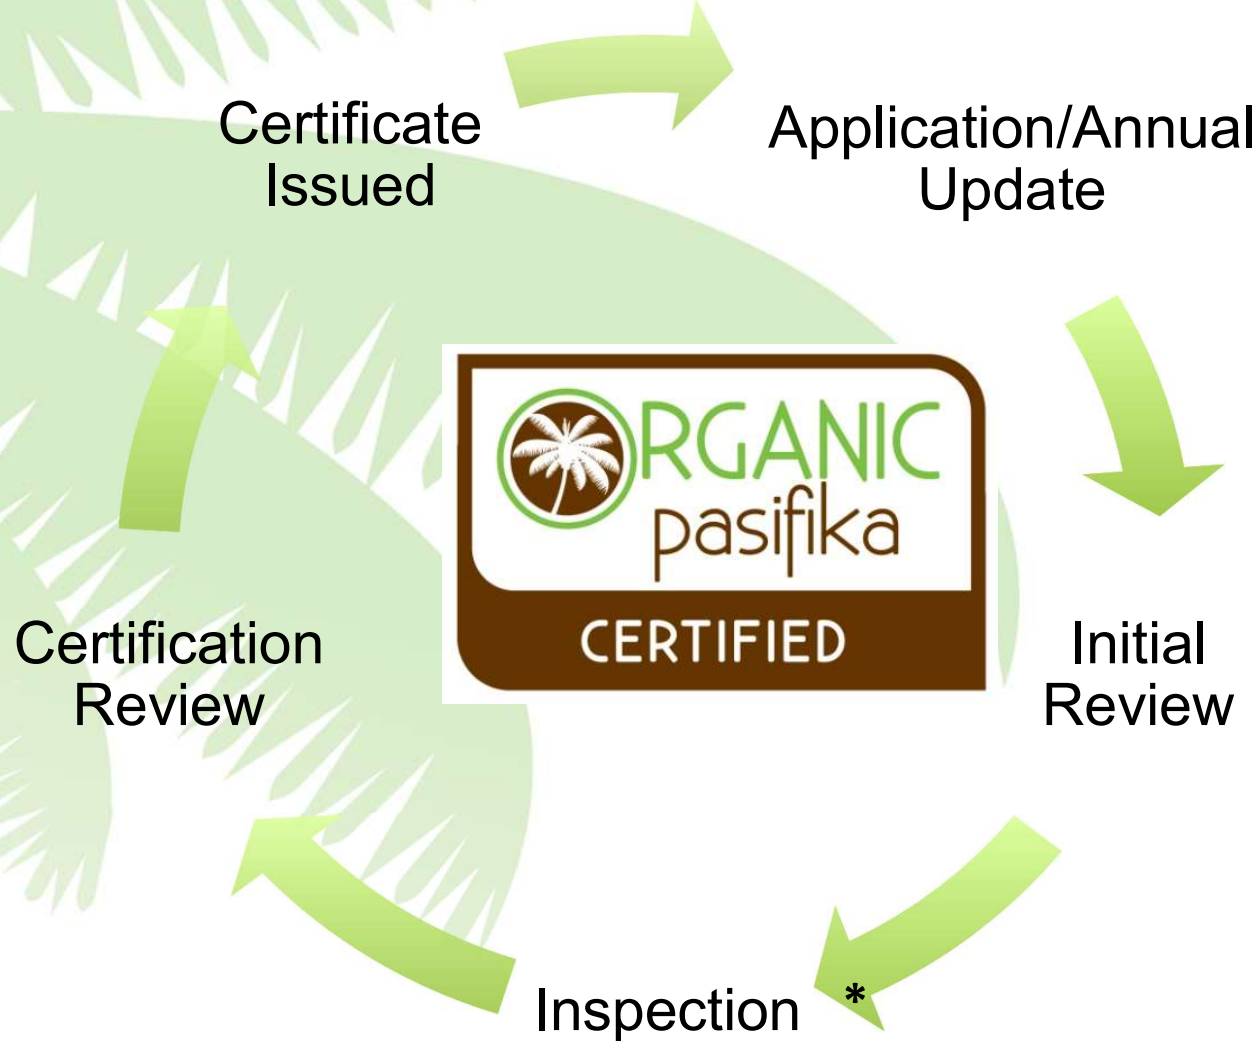 Certificate
Issued
Application/Annual
Update
ORGANIC
pasifika
CERTIFIED
Initial
Review
Inspection *
Certification
Review